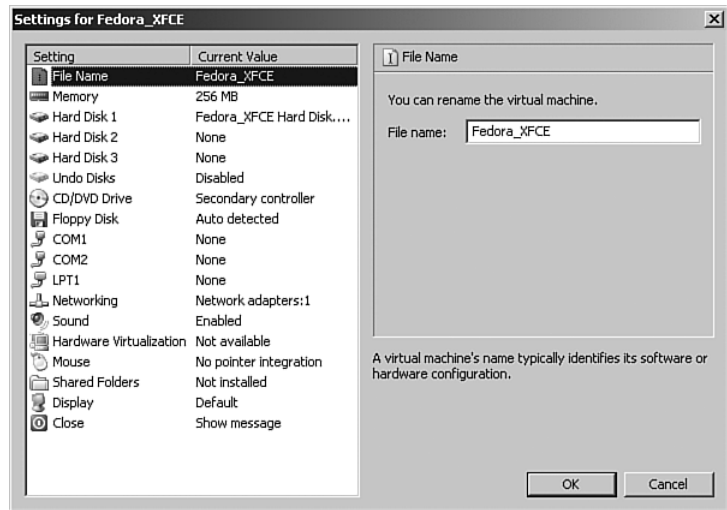 Settings for Fedora_XFCE
Setting Current Value
File Name Fedora_XFCE
Memory 256 MB
Hard Disk 1 Fedora_XFCE Hard Disk....
Hard Disk 2 None
Hard Disk 3 None
Undo Disks Disabled
CD/DVD Drive Secondary controller
Floppy Disk Auto detected
COM1 None
COM2 None
LPT1 None
Networking Network adapters:1
Sound Enabled
Hardware Virtualization Not available
Mouse No pointer integration
Shared Folders Not installed
Display Default
Close Show message
File Name
You can rename the virtual machine.
File name: Fedora_XFCE
A virtual machine's name typically identifies its software or
hardware configuration.
OK Cancel